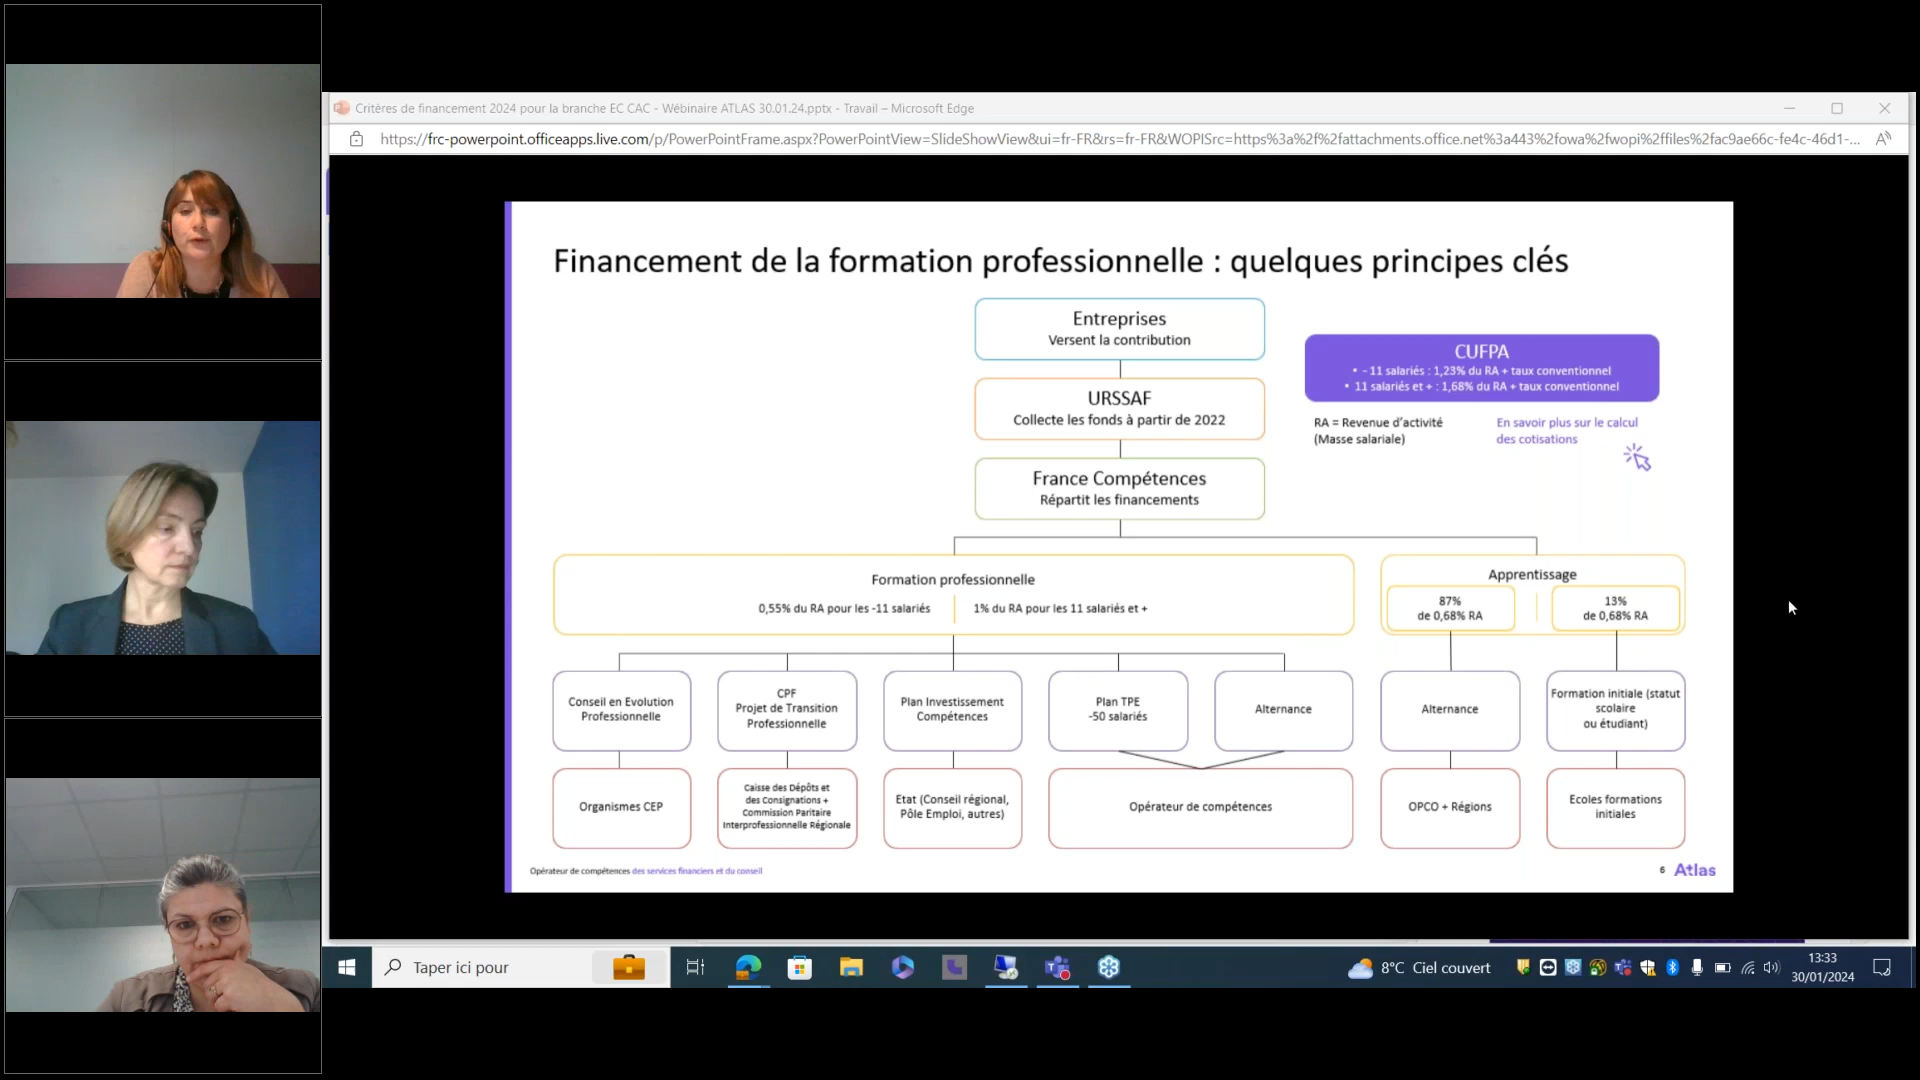 Critères de financement 2024 pour la branche EC CAC - Wébinaire ATLAS 30.01.24.pptx - Travail – Microsoft Edge
https://frc-powerpoint.officeapps.live.com/p/PowerPointFrame.aspx?PowerPointView=SlideShowView&ui=fr-FR&rs=fr-FR&WOPISrc=https%3a%2f%2fattachments.office.net%3a443%2fowa%2fwopi%2ffiles%2fac9ae66c-fe4c-46d1-...
Financement de la formation professionnelle : quelques principes clés
Entreprises
Versent la contribution
CUFPA
• - 11 salariés : 1,23% du RA + taux conventionnel
• 11 salariés et + : 1,68% du RA + taux conventionnel
URSSAF
Collecte les fonds à partir de 2022
RA = Revenue d'activité
(Masse salariale)
En savoir plus sur le calcul
des cotisations
France Compétences
Répartit les financements
Formation professionnelle
0,55% du RA pour les -11 salariés
1% du RA pour les 11 salariés et +
Apprentissage
87%
de 0,68% RA
13%
de 0,68% RA
Conseil en Evolution
Professionnelle
CPF
Projet de Transition
Professionnelle
Plan Investissement
Compétences
Plan TPE
-50 salariés
Alternance
Alternance
Formation initiale (statut
scolaire
ou étudiant)
Organismes CEP
Caisse des Dépôts et
des Consignations +
Commission Paritaire
Interprofessionnelle Régionale
Etat (Conseil régional,
Pôle Emploi, autres)
Opérateur de compétences
OPCO + Régions
Ecoles formations
initiales
Opérateur de compétences des services financiers et du conseil
6 Atlas
Taper ici pour
8°C Ciel couvert
13:33
30/01/2024